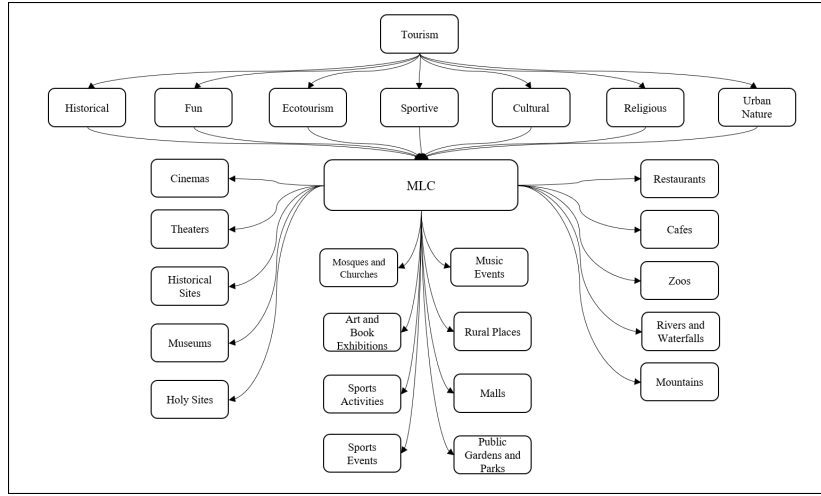 Tourism
Historical
Fun
Ecotourism
Sportive
Cultural
Religious
Urban
Nature
MLC
Cinemas
Theaters
Historical
Sites
Museums
Holy Sites
Mosques and
Churches
Art and
Book
Exhibitions
Sports
Activities
Sports
Events
Music
Events
Rural Places
Malls
Public
Gardens and
Parks
Restaurants
Cafes
Zoos
Rivers and
Waterfalls
Mountains